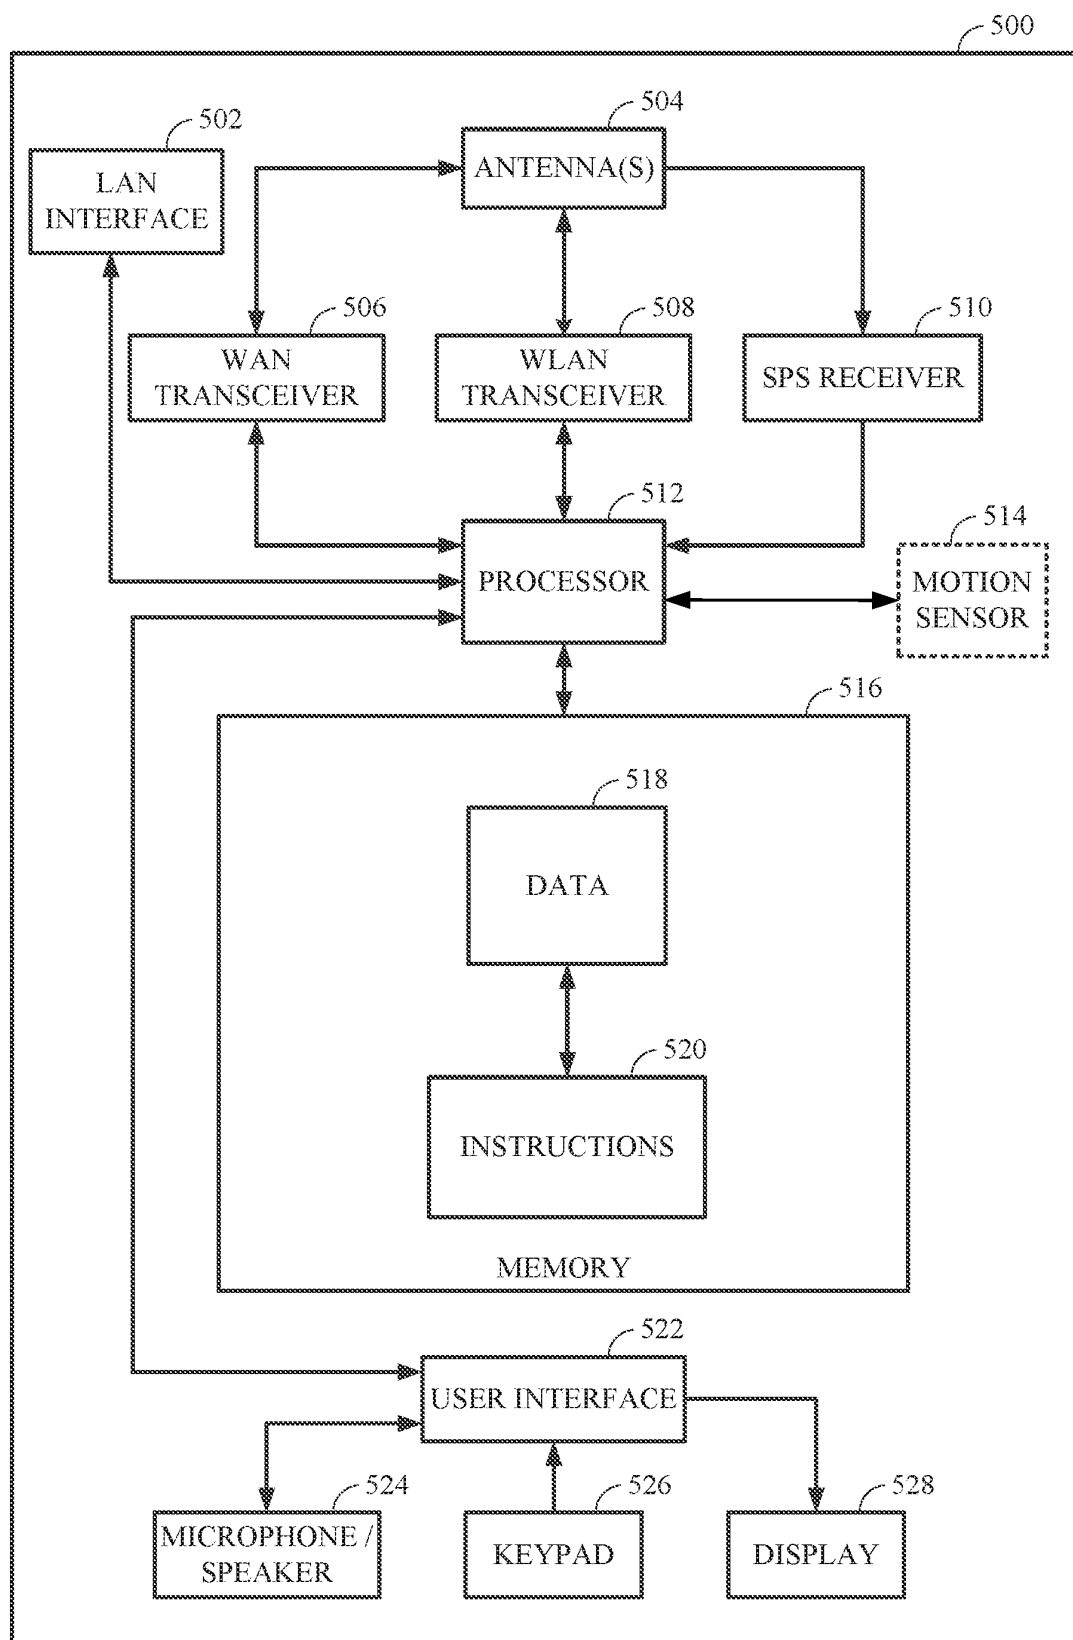 500
502
504
LAN
INTERFACE
ANTENNA(S)
506
508
510
WAN
TRANSCEIVER
WLAN
TRANSCEIVER
SPS RECEIVER
512
514
PROCESSOR
MOTION
SENSOR
516
518
DATA
520
INSTRUCTIONS
MEMORY
522
USER INTERFACE
524
526
528
MICROPHONE /
SPEAKER
KEYPAD
DISPLAY